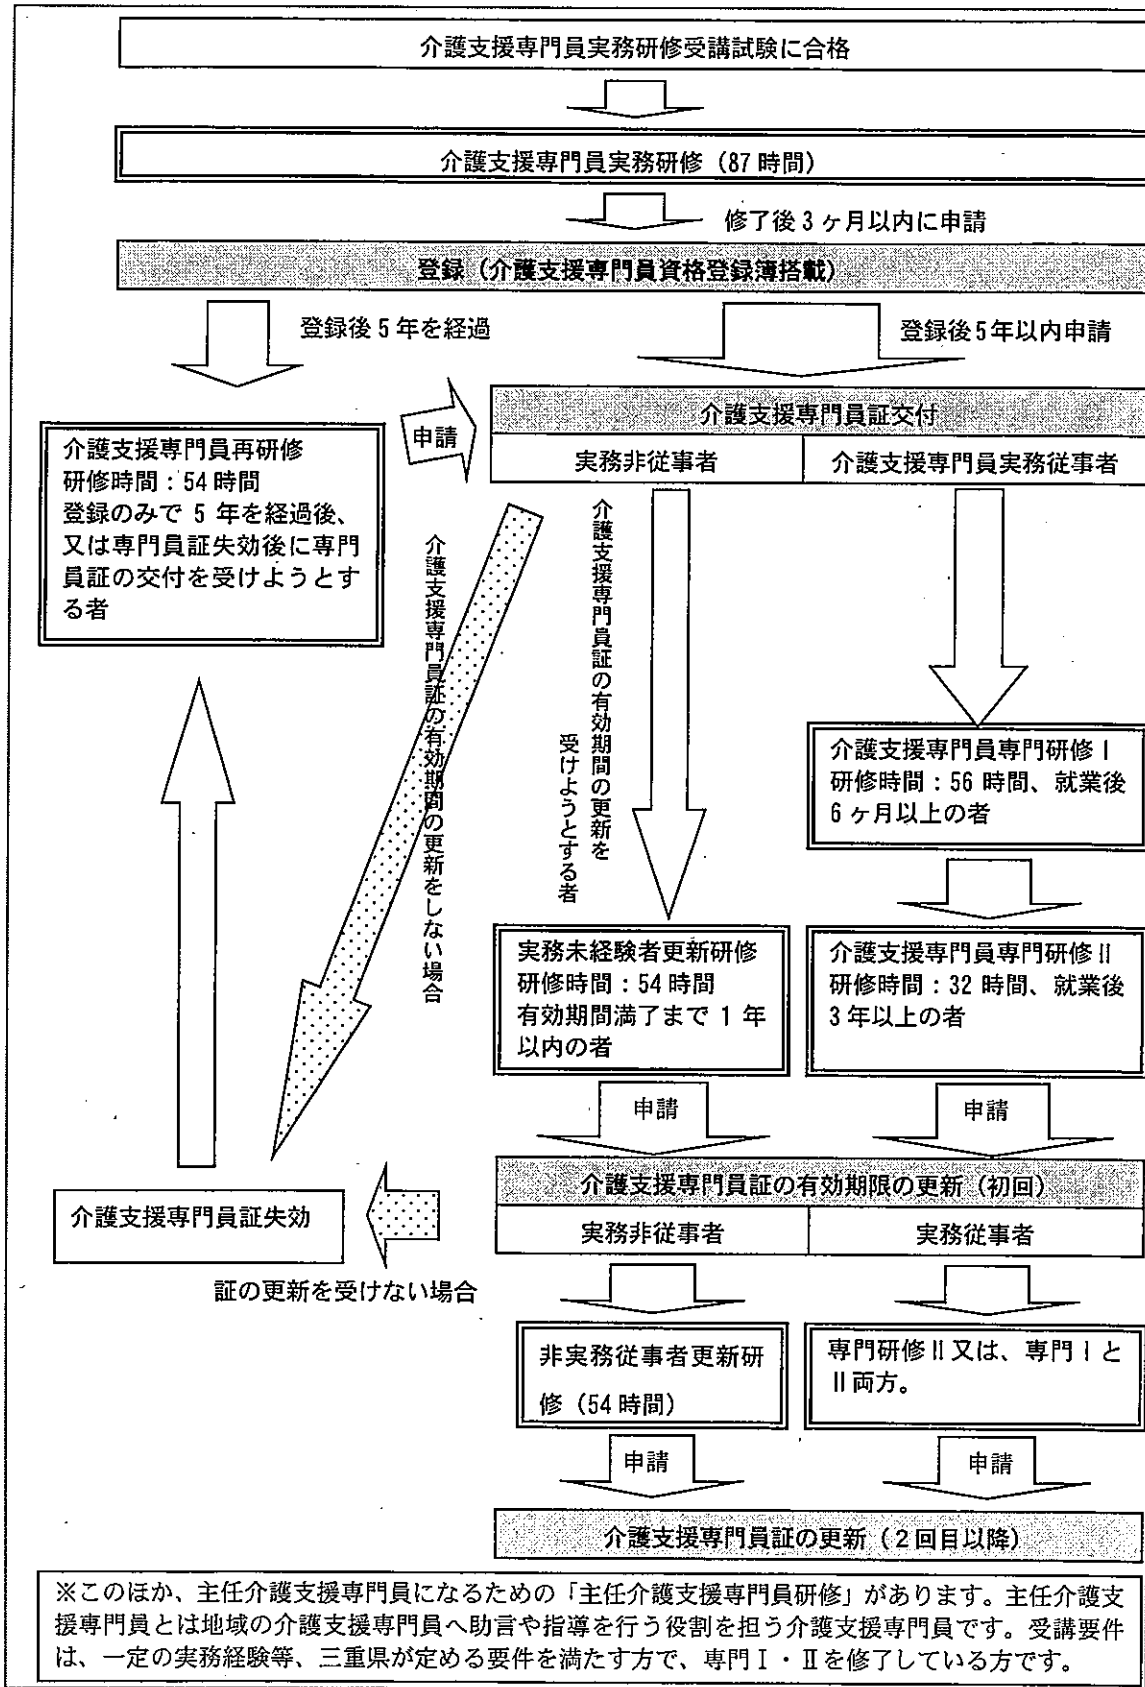 介護支援専門員実務研修受講試験に合格
介護支援専門員実務研修（87時間）
修了後3ヶ月以内に申請
登録（介護支援専門員資格登録簿搭載）
登録後5年を経過
登録後5年以内申請
介護支援専門員再研修
研修時間：54時間
登録のみで5年を経過後、
又は専門員証失効後に専門
員証の交付を受けようとす
る者
申請
介護支援専門員証交付
実務非従事者
介護支援専門員実務従事者
介護支援専門員証の有効期間の更新をしない場合
介護支援専門員証の有効期間の更新を
受けようとする者
介護支援専門員専門研修Ⅰ
研修時間：56時間、就業後
6ヶ月以上の者
実務未経験者更新研修
研修時間：54時間
有効期間満了まで1年
以内の者
介護支援専門員専門研修Ⅱ
研修時間：32時間、就業後
3年以上の者
申請
申請
介護支援専門員証の有効期限の更新（初回）
実務非従事者
実務従事者
介護支援専門員証失効
証の更新を受けない場合
非実務従事者更新研
修（54時間）
専門研修Ⅱ又は、専門Ⅰと
Ⅱ両方。
申請
申請
介護支援専門員証の更新（2回目以降）
※このほか、主任介護支援専門員になるための「主任介護支援専門員研修」があります。主任介護支
援専門員とは地域の介護支援専門員へ助言や指導を行う役割を担う介護支援専門員です。受講要件
は、一定の実務経験等、三重県が定める要件を満たす方で、専門Ⅰ・Ⅱを修了している方です。